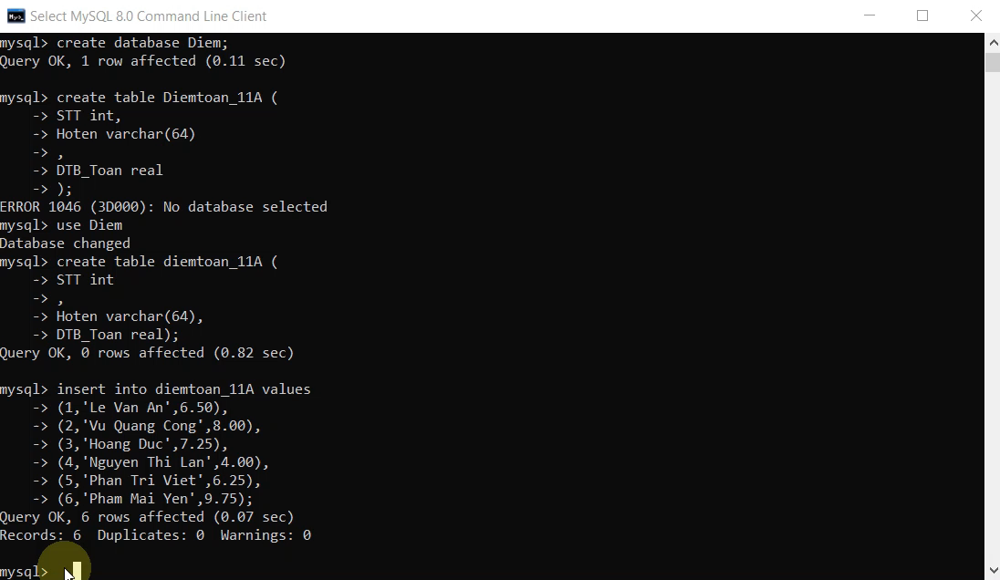 Select MySQL 8.0 Command Line Client
mysql> create database Diem;
Query OK, 1 row affected (0.11 sec)
mysql> create table Diemtoan_11A (
-> STT int,
-> Hoten varchar(64)
-> ,
-> DTB_Toan real
-> );
ERROR 1046 (3D000): No database selected
mysql> use Diem
Database changed
mysql> create table diemtoan_11A (
-> STT int
-> ,
-> Hoten varchar(64),
-> DTB_Toan real);
Query OK, 0 rows affected (0.82 sec)
mysql> insert into diemtoan_11A values
-> (1,'Le Van An',6.50),
-> (2,'Vu Quang Cong',8.00),
-> (3,'Hoang Duc',7.25),
-> (4,'Nguyen Thi Lan',4.00),
-> (5,'Phan Tri Viet',6.25),
-> (6,'Pham Mai Yen',9.75);
Query OK, 6 rows affected (0.07 sec)
Records: 6  Duplicates: 0  Warnings: 0
mysql>